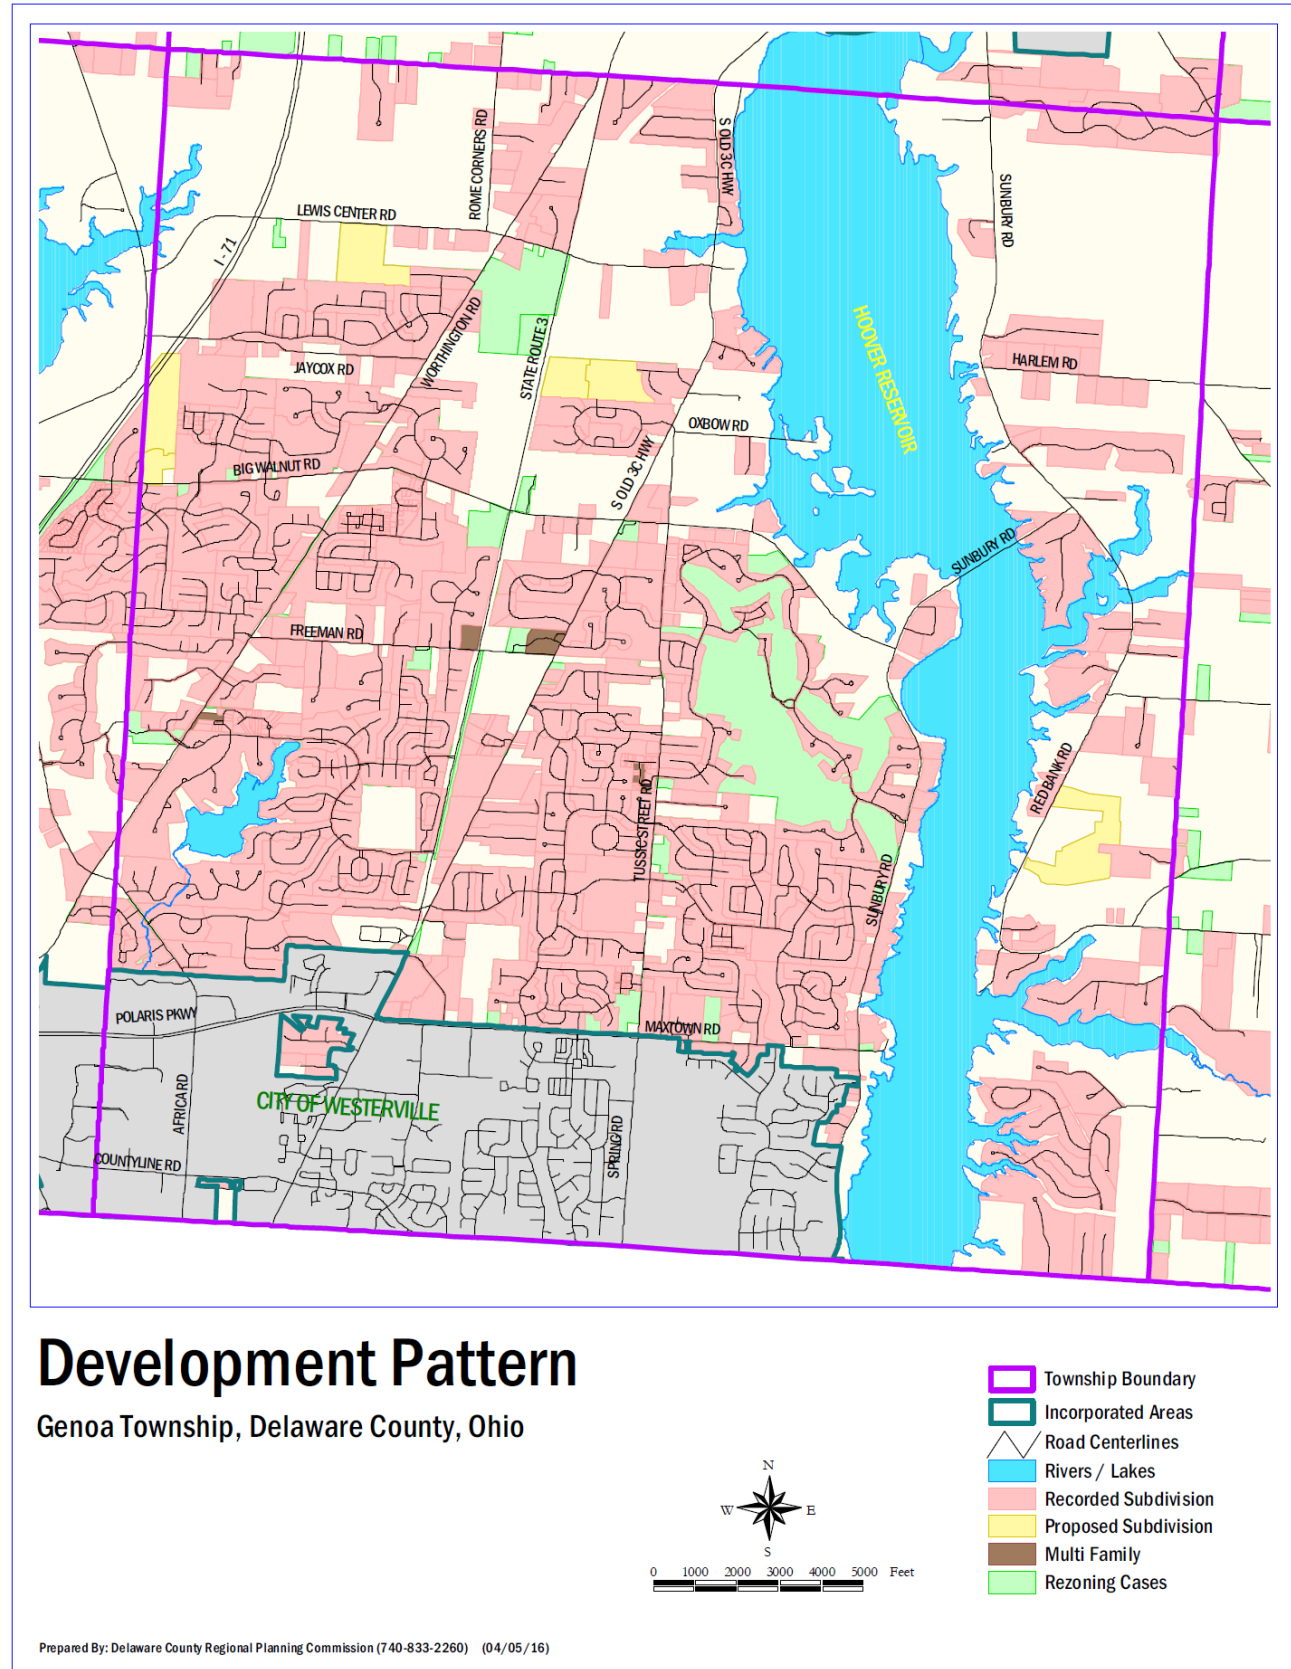 ROME CORNERS RD
S OLD 3C HWY
SUNBURY RD
LEWIS CENTER RD
I - 71
HOOVER RESERVOIR
WORTHINGTON RD
STATE ROUTE 3
JAYCOX RD
HARLEM RD
OXBOW RD
BIG WALNUT RD
S OLD 3C HWY
SUNBURY RD
FREEMAN RD
RED BANK RD
TUSSIC STREET RD
SUNBURY RD
POLARIS PKWY
MAXTOWN RD
AFRICA RD
CITY OF WESTERVILLE
SPRING RD
COUNTYLINE RD
Development Pattern
Genoa Township, Delaware County, Ohio
Township Boundary
Incorporated Areas
Road Centerlines
Rivers / Lakes
Recorded Subdivision
Proposed Subdivision
Multi Family
Rezoning Cases
N
W E
S
0 1000 2000 3000 4000 5000 Feet
Prepared By: Delaware County Regional Planning Commission (740-833-2260) (04/05/16)